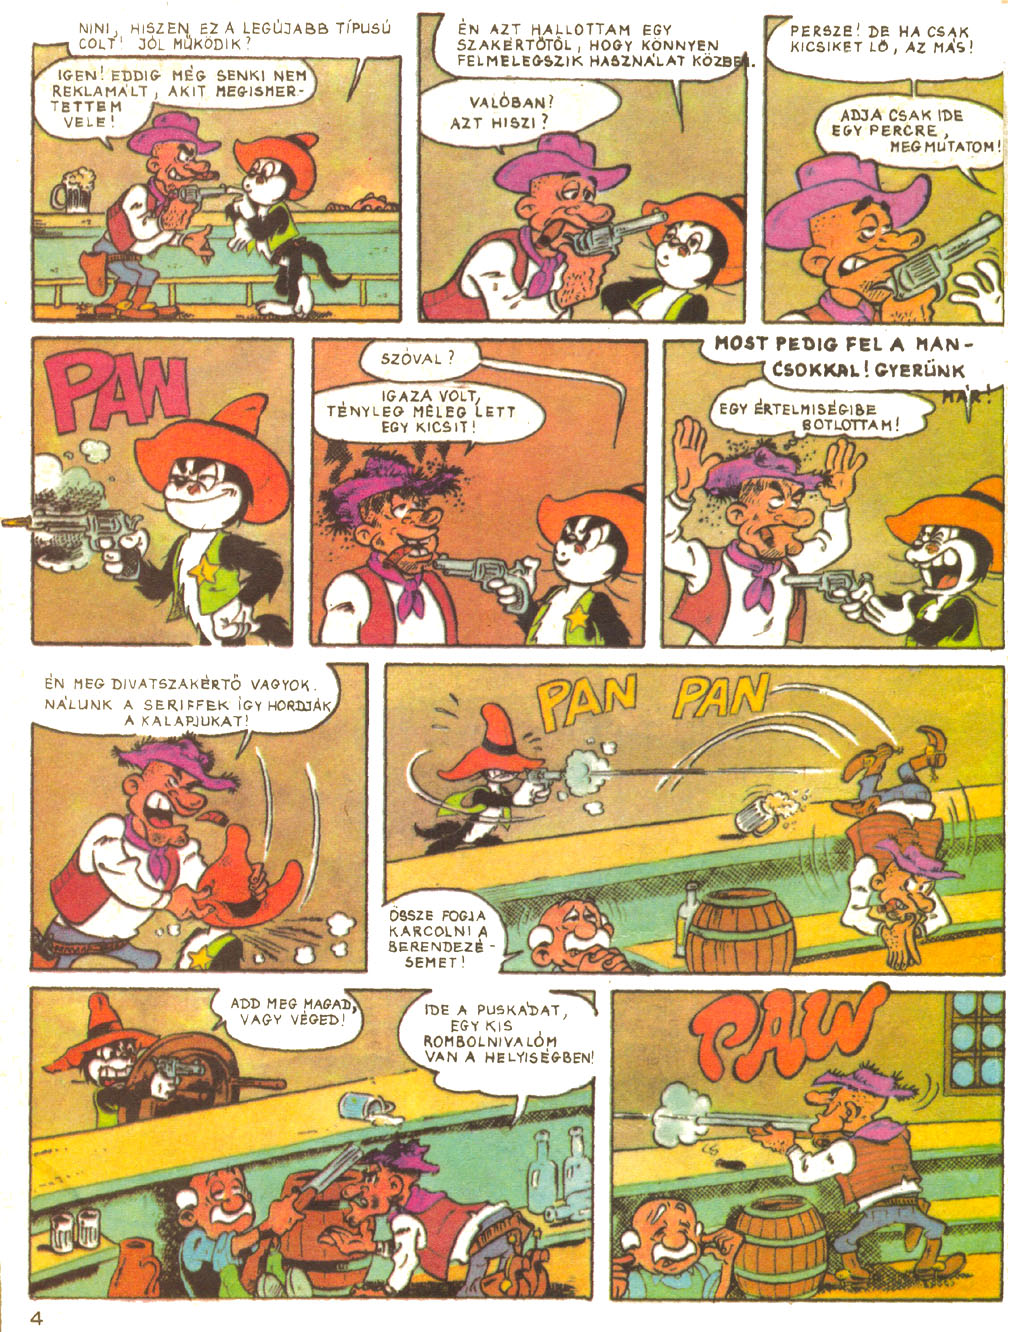 NINI, HISZEN EZ A LEGÚJABB TÍPUSÚ
COLT! JÓL MŰKÖDIK?
IGEN! EDDIG MÉG SENKI NEM
REKLAMÁLT, AKIT MEGISMER-
TETTEM
VELE!
ÉN AZT HALLOTTAM EGY
SZAKÉRTŐTŐL, HOGY KÖNNYEN
FELMELEGSZIK HASZNÁLAT KÖZBEN.
VALÓBAN?
AZT HISZI?
PERSZE! DE HA CSAK
KICSIKET LŐ, AZ MÁS!
ADJA CSAK IDE
EGY PERCRE,
MEGMUTATOM!
PAN
SZÓVAL?
IGAZA VOLT,
TÉNYLEG MELEG LETT
EGY KICSIT!
MOST PEDIG FEL A MAN-
CSOKKAL! GYERÜNK
MÁR!
EGY ÉRTELMISÉGIBE
BOTLOTTAM!
ÉN MEG DIVATSZAKÉRTŐ VAGYOK.
NÁLUNK A SERIFFEK ÍGY HORDJÁK
A KALAPJUKAT!
PAN PAN
ÖSSZE FOGJA
KARCOLNI A
BERENDEZÉ-
SEMET!
ADD MEG MAGAD,
VAGY VÉGED!
IDE A PUSKÁDAT,
EGY KIS
ROMBOLNIVALÓM
VAN A HELYISÉGBEN!
PAW
4